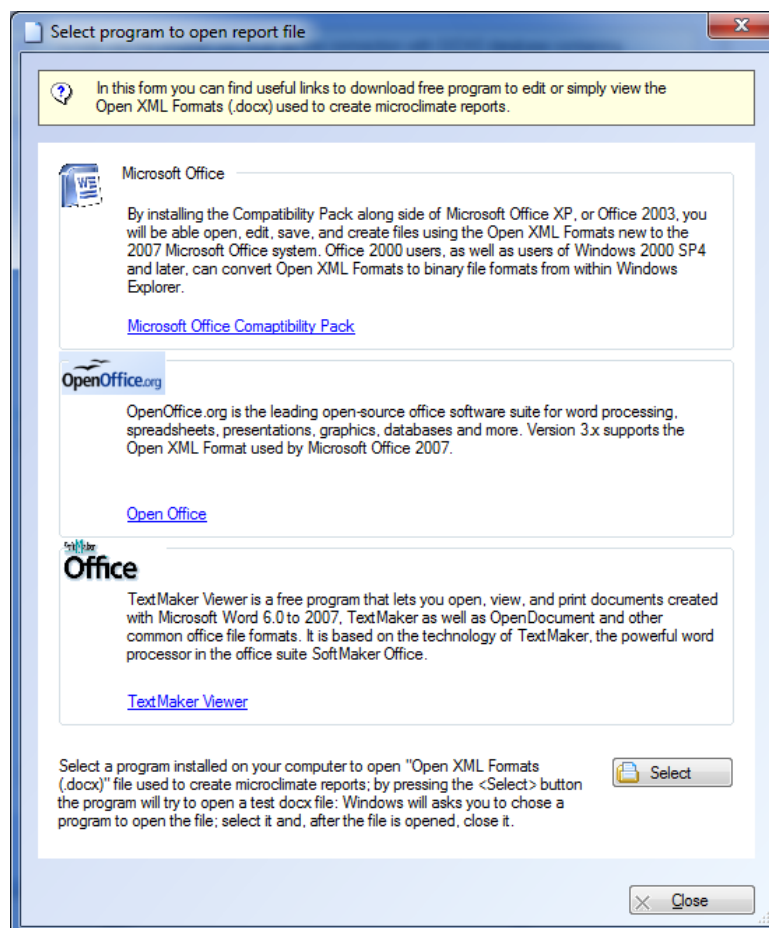 Select program to open report file
In this form you can find useful links to download free program to edit or simply view the
Open XML Formats (.docx) used to create microclimate reports.
Microsoft Office
By installing the Compatibility Pack along side of Microsoft Office XP, or Office 2003, you
will be able open, edit, save, and create files using the Open XML Formats new to the
2007 Microsoft Office system. Office 2000 users, as well as users of Windows 2000 SP4
and later, can convert Open XML Formats to binary file formats from within Windows
Explorer.
Microsoft Office Comaptibility Pack
OpenOffice.org
OpenOffice.org is the leading open-source office software suite for word processing,
spreadsheets, presentations, graphics, databases and more. Version 3.x supports the
Open XML Format used by Microsoft Office 2007.
Open Office
SoftMaker
Office
TextMaker Viewer is a free program that lets you open, view, and print documents created
with Microsoft Word 6.0 to 2007, TextMaker as well as OpenDocument and other
common office file formats. It is based on the technology of TextMaker, the powerful word
processor in the office suite SoftMaker Office.
TextMaker Viewer
Select a program installed on your computer to open "Open XML Formats
(.docx)" file used to create microclimate reports; by pressing the <Select> button
the program will try to open a test docx file: Windows will asks you to chose a
program to open the file; select it and, after the file is opened, close it.
Select
Close